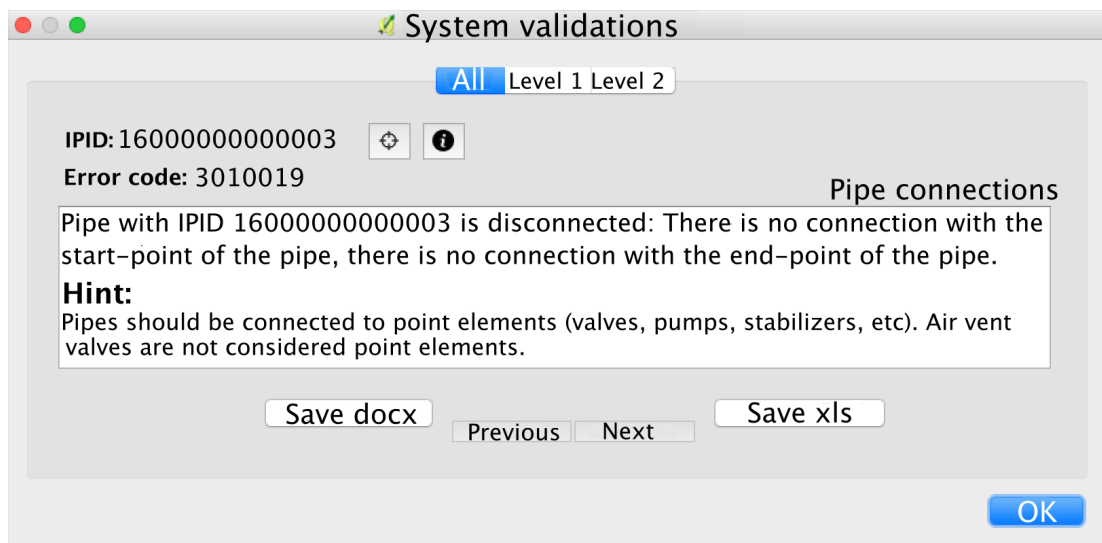 System validations
All Level 1 Level 2
IPID: 16000000000003
Error code: 3010019
Pipe connections
Pipe with IPID 16000000000003 is disconnected: There is no connection with the
start-point of the pipe, there is no connection with the end-point of the pipe.
Hint:
Pipes should be connected to point elements (valves, pumps, stabilizers, etc). Air vent
valves are not considered point elements.
Save docx
Previous Next
Save xls
OK